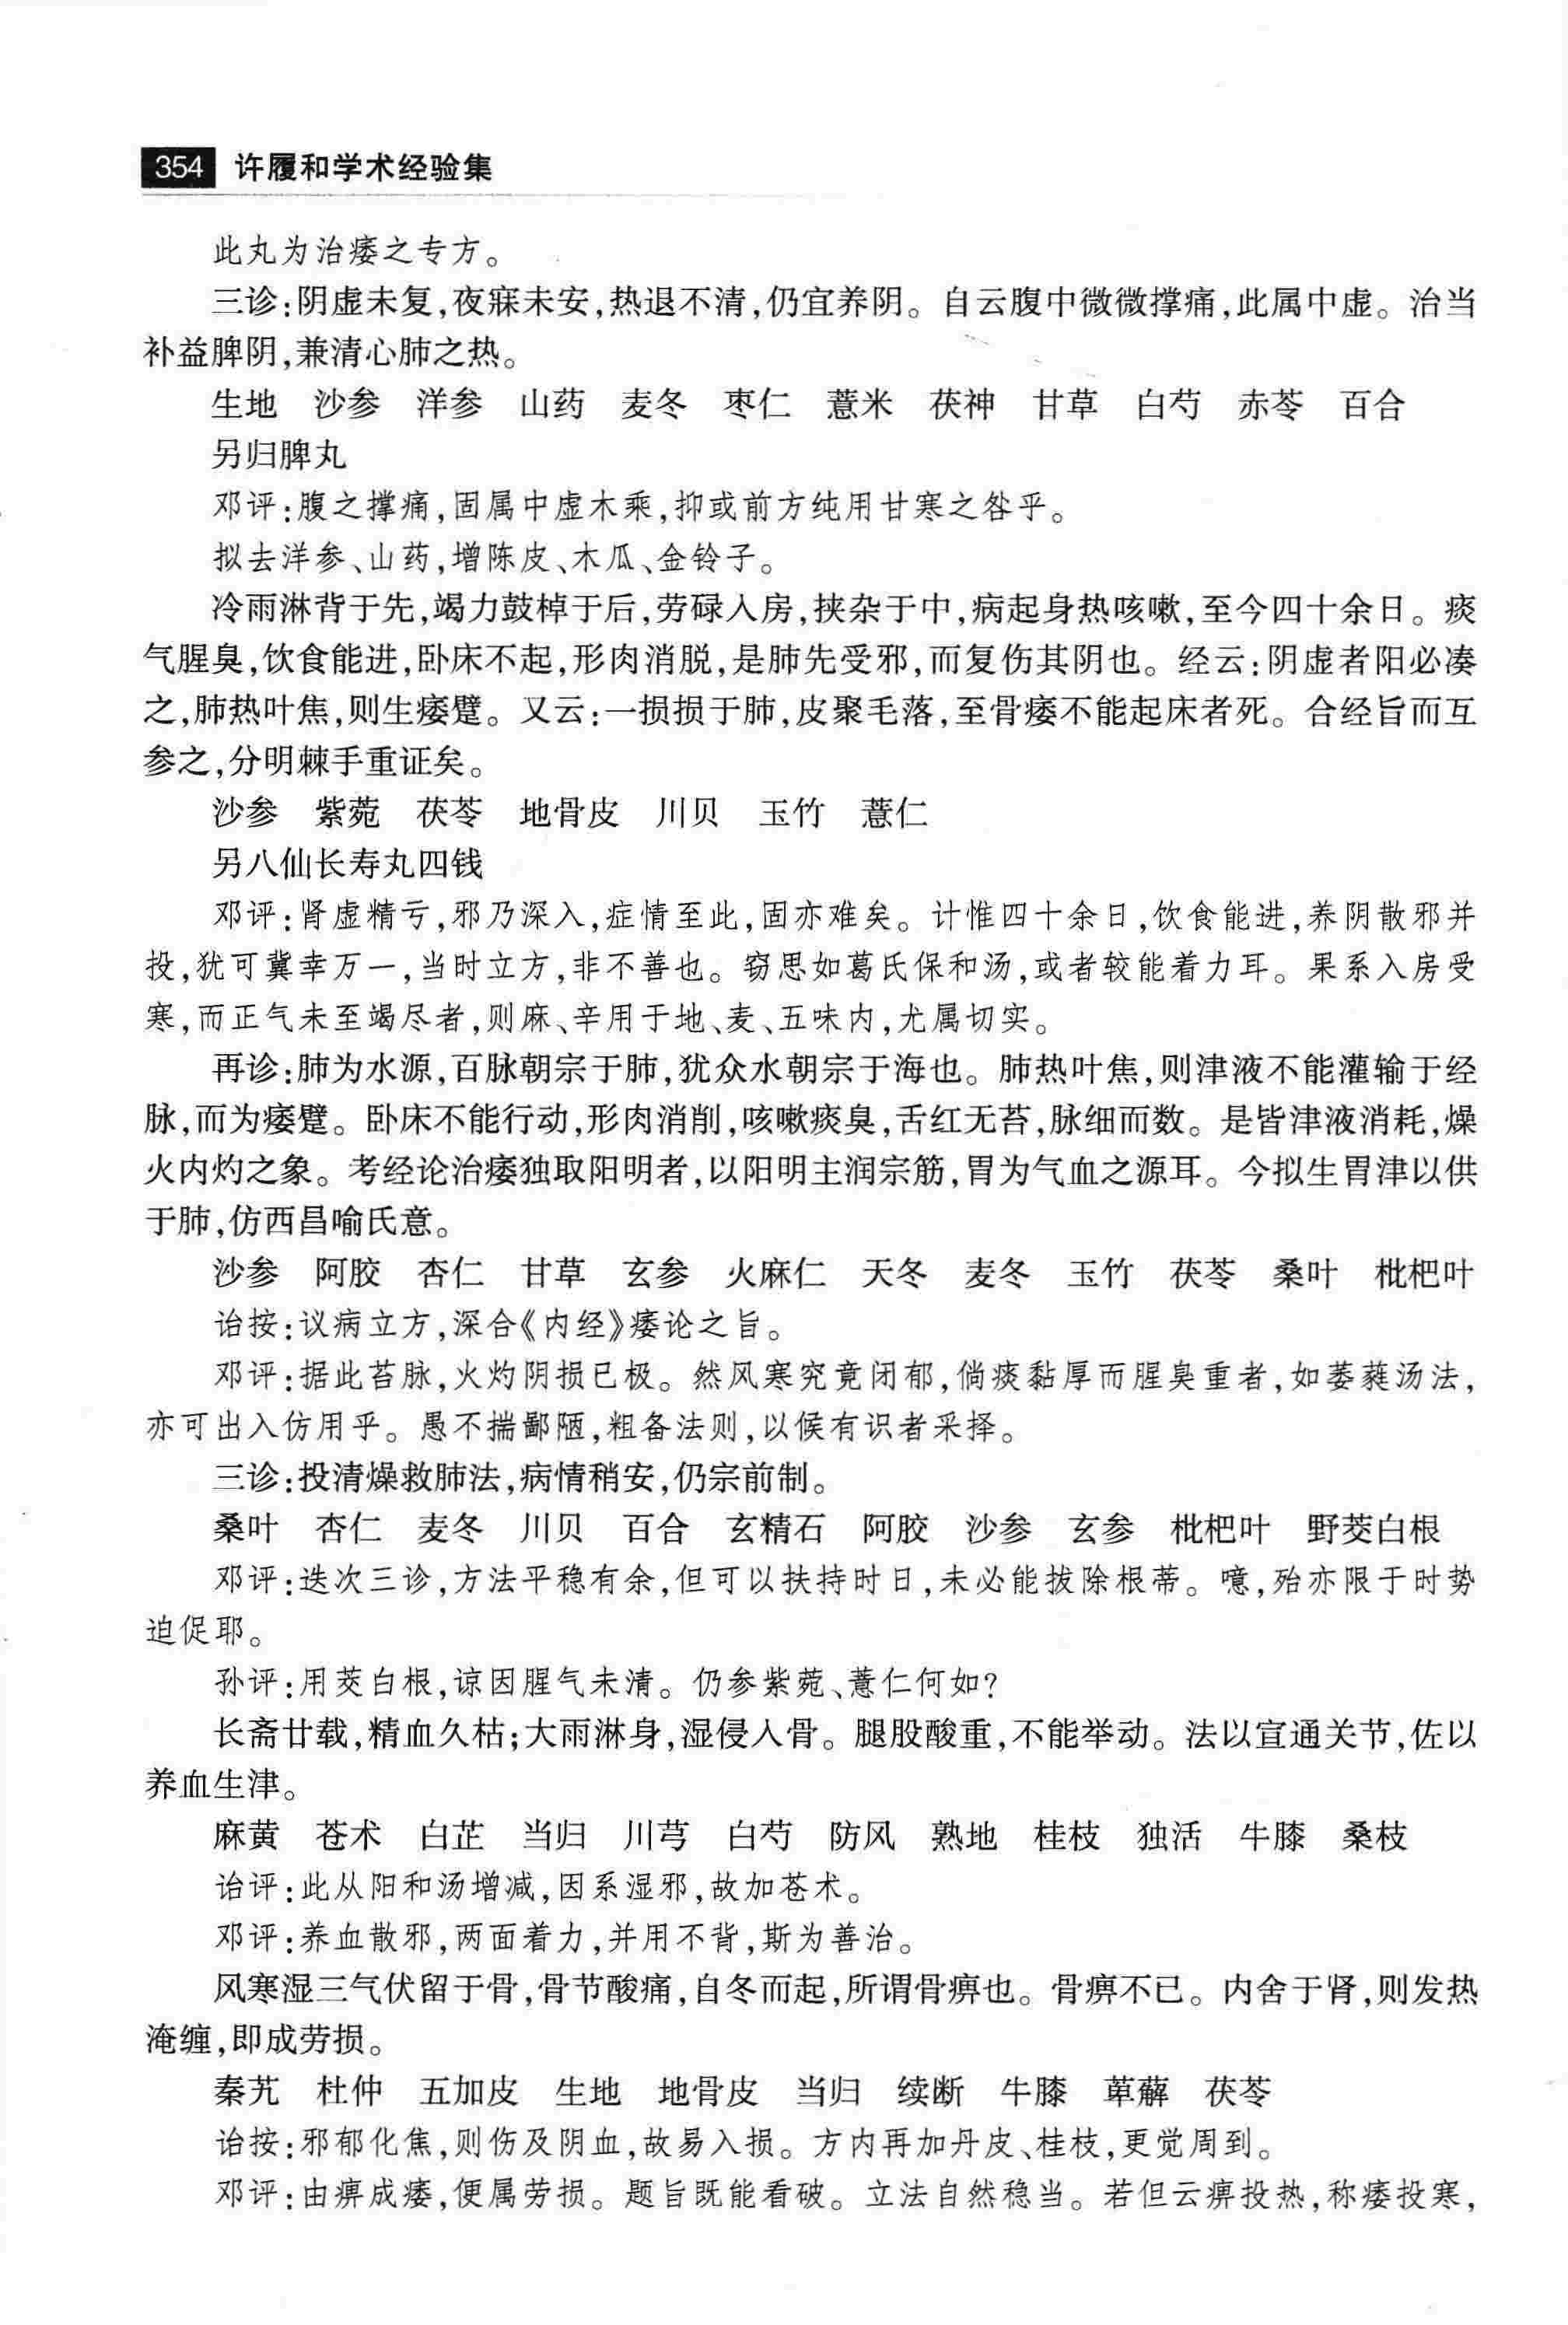 354 许履和学术经验集
此丸为治痿之专方。
三诊:阴虚未复,夜寐未安,热退不清,仍宜养阴。自云腹中微微撑痛,此属中虚。治当
补益脾阴,兼清心肺之热。
生地 沙参 洋参 山药 麦冬 枣仁 薏米 茯神 甘草 白芍 赤苓 百合
另归脾丸
邓评:腹之撑痛,固属中虚木乘,抑或前方纯用甘寒之咎乎。
拟去洋参、山药,增陈皮、木瓜、金铃子。
冷雨淋背于先,竭力鼓棹于后,劳碌入房,挟杂于中,病起身热咳嗽,至今四十余日。痰
气腥臭,饮食能进,卧床不起,形肉消脱,是肺先受邪,而复伤其阴也。经云:阴虚者阳必凑
之,肺热叶焦,则生痿躄。又云:一损损于肺,皮聚毛落,至骨痿不能起床者死。合经旨而互
参之,分明棘手重证矣。
沙参 紫菀 茯苓 地骨皮 川贝 玉竹 薏仁
另八仙长寿丸四钱
邓评:肾虚精亏,邪乃深入,症情至此,固亦难矣。计惟四十余日,饮食能进,养阴散邪并
投,犹可冀幸万一,当时立方,非不善也。窃思如葛氏保和汤,或者较能着力耳。果系入房受
寒,而正气未至竭尽者,则麻、辛用于地、麦、五味内,尤属切实。
再诊:肺为水源,百脉朝宗于肺,犹众水朝宗于海也。肺热叶焦,则津液不能灌输于经
脉,而为痿躄。卧床不能行动,形肉消削,咳嗽痰臭,舌红无苔,脉细而数。是皆津液消耗,燥
火内灼之象。考经论治痿独取阳明者,以阳明主润宗筋,胃为气血之源耳。今拟生胃津以供
于肺,仿西昌喻氏意。
沙参 阿胶 杏仁 甘草 玄参 火麻仁 天冬 麦冬 玉竹 茯苓 桑叶 枇杷叶
诒按:议病立方,深合《内经》痿论之旨。
邓评:据此苔脉,火灼阴损已极。然风寒究竟闭郁,倘痰黏厚而腥臭重者,如萎蕤汤法,
亦可出入仿用乎。愚不揣鄙陋,粗备法则,以候有识者采择。
三诊:投清燥救肺法,病情稍安,仍宗前制。
桑叶 杏仁 麦冬 川贝 百合 玄精石 阿胶 沙参 玄参 枇杷叶 野茭白根
邓评:迭次三诊,方法平稳有余,但可以扶持时日,未必能拔除根蒂。噫,殆亦限于时势
迫促耶。
孙评:用茭白根,谅因腥气未清。仍参紫菀、薏仁何如?
长斋廿载,精血久枯;大雨淋身,湿侵入骨。腿股酸重,不能举动。法以宣通关节,佐以
养血生津。
麻黄 苍术 白芷 当归 川芎 白芍 防风 熟地 桂枝 独活 牛膝 桑枝
诒评:此从阳和汤增减,因系湿邪,故加苍术。
邓评:养血散邪,两面着力,并用不背,斯为善治。
风寒湿三气伏留于骨,骨节酸痛,自冬而起,所谓骨痹也。骨痹不已。内舍于肾,则发热
淹缠,即成劳损。
秦艽 杜仲 五加皮 生地 地骨皮 当归 续断 牛膝 萆薢 茯苓
诒按:邪郁化焦,则伤及阴血,故易入损。方内再加丹皮、桂枝,更觉周到。
邓评:由痹成痿,便属劳损。题旨既能看破。立法自然稳当。若但云痹投热,称痿投寒,